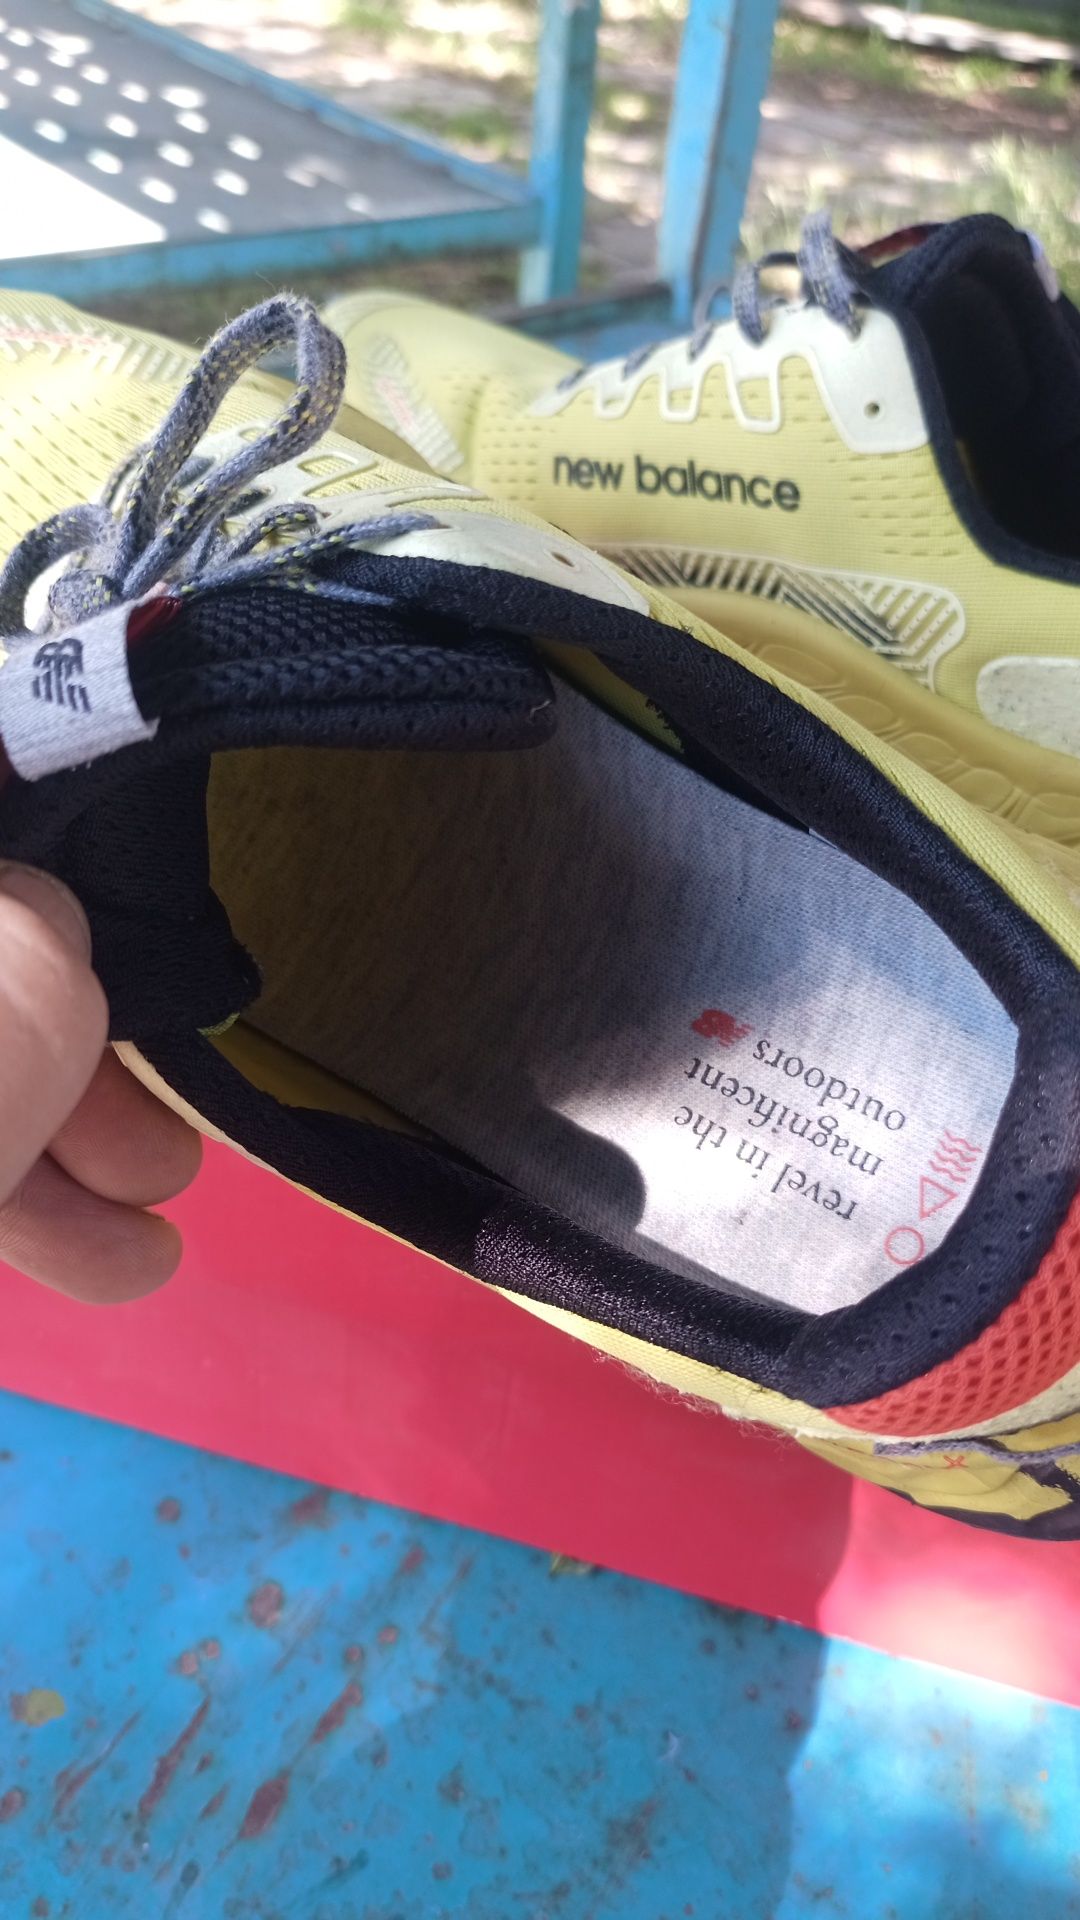 new balance
revel in the
magnificent
outdoors